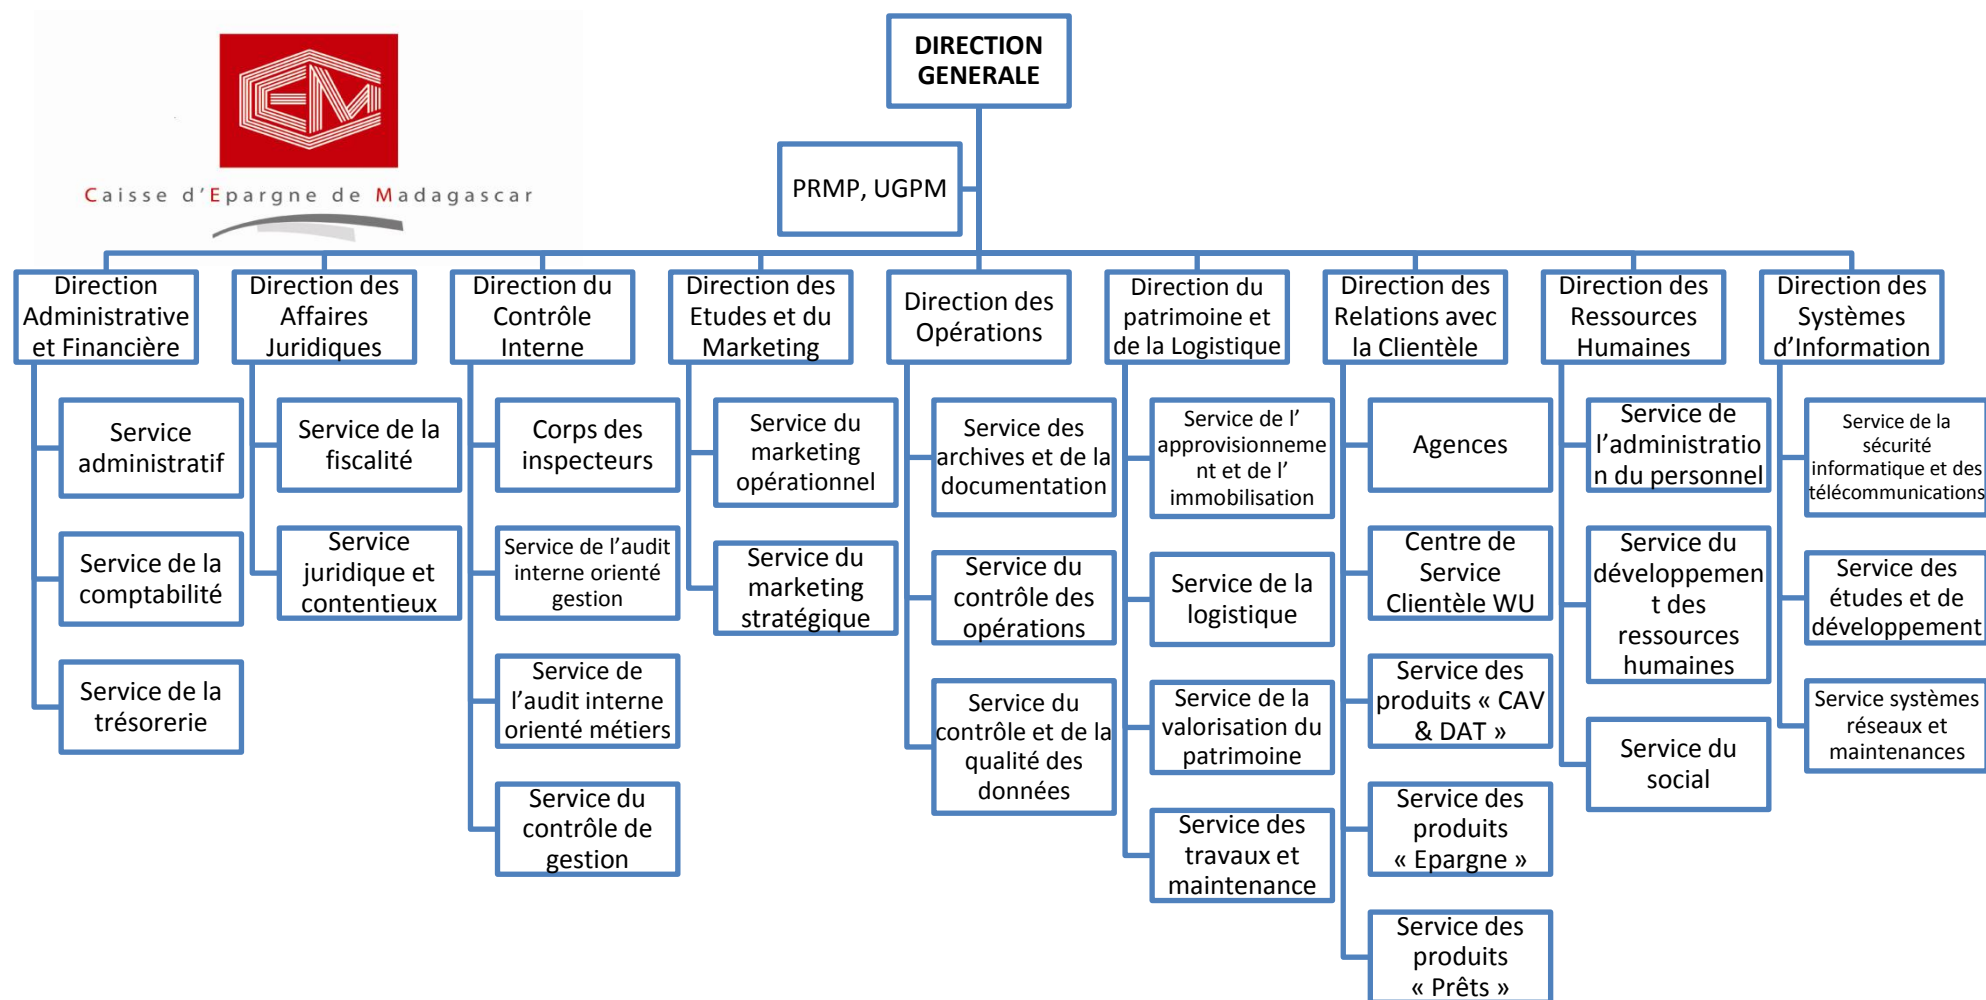 DIRECTION
GENERALE
CEM
Caisse d'Epargne de Madagascar
PRMP, UGPM
Direction
Administrative
et Financière
Service
administratif
Service de la
comptabilité
Service de la
trésorerie
Direction des
Affaires
Juridiques
Service de la
fiscalité
Service
juridique et
contentieux
Direction du
Contrôle
Interne
Corps des
inspecteurs
Service de l’audit
interne orienté
gestion
Service de
l’audit interne
orienté métiers
Service du
contrôle de
gestion
Direction des
Etudes et du
Marketing
Service du
marketing
opérationnel
Service du
marketing
stratégique
Direction des
Opérations
Service des
archives et de la
documentation
Service du
contrôle des
opérations
Service du
contrôle et de la
qualité des
données
Direction du
patrimoine et
de la Logistique
Service de l’
approvisionneme
nt et de l’
immobilisation
Service de la
logistique
Service de la
valorisation du
patrimoine
Service des
travaux et
maintenance
Direction des
Relations avec
la Clientèle
Agences
Centre de
Service
Clientèle WU
Service des
produits « CAV
& DAT »
Service des
produits
« Epargne »
Service des
produits
« Prêts »
Direction des
Ressources
Humaines
Service de
l’administratio
n du personnel
Service du
développemen
t des
ressources
humaines
Service du
social
Direction des
Systèmes
d’Information
Service de la
sécurité
informatique et des
télécommunications
Service des
études et de
développement
Service systèmes
réseaux et
maintenances